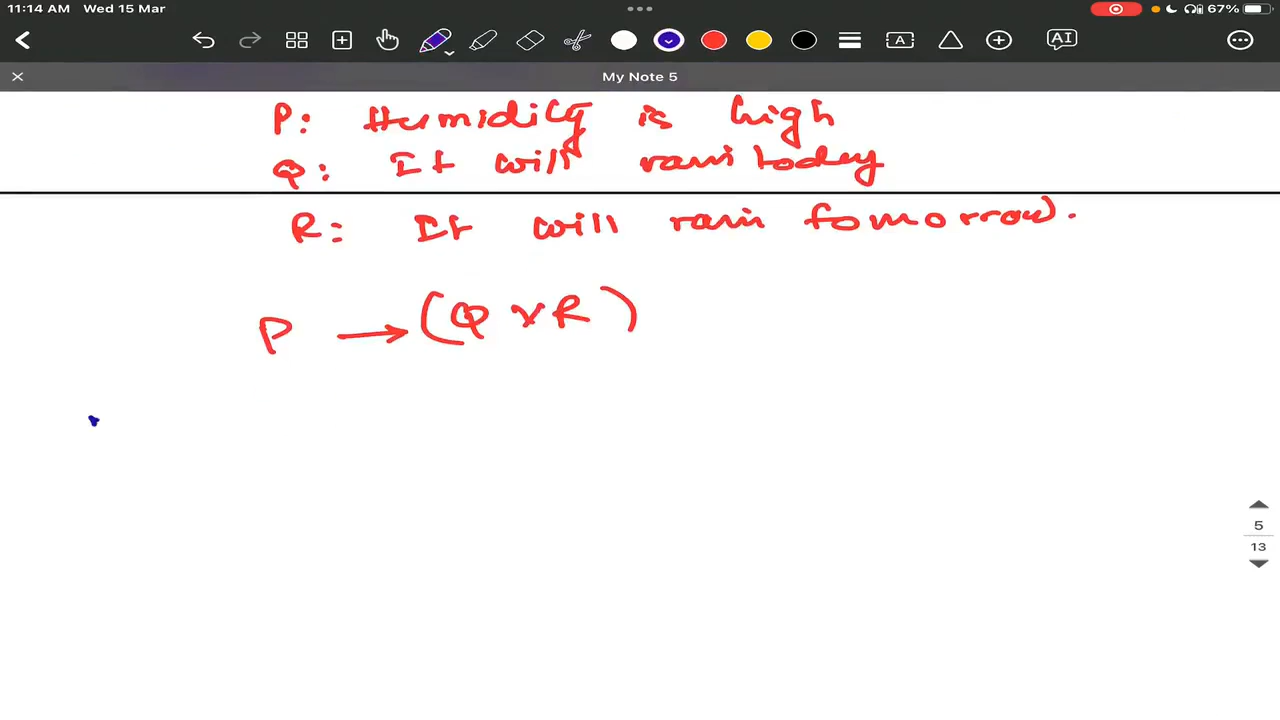 11:14 AM Wed 15 Mar 67%
A AI
My Note 5
P: Humidity is high
Q: It will rain today
R: It will rain tomorrow.
P → (Q ∨ R)
5
13